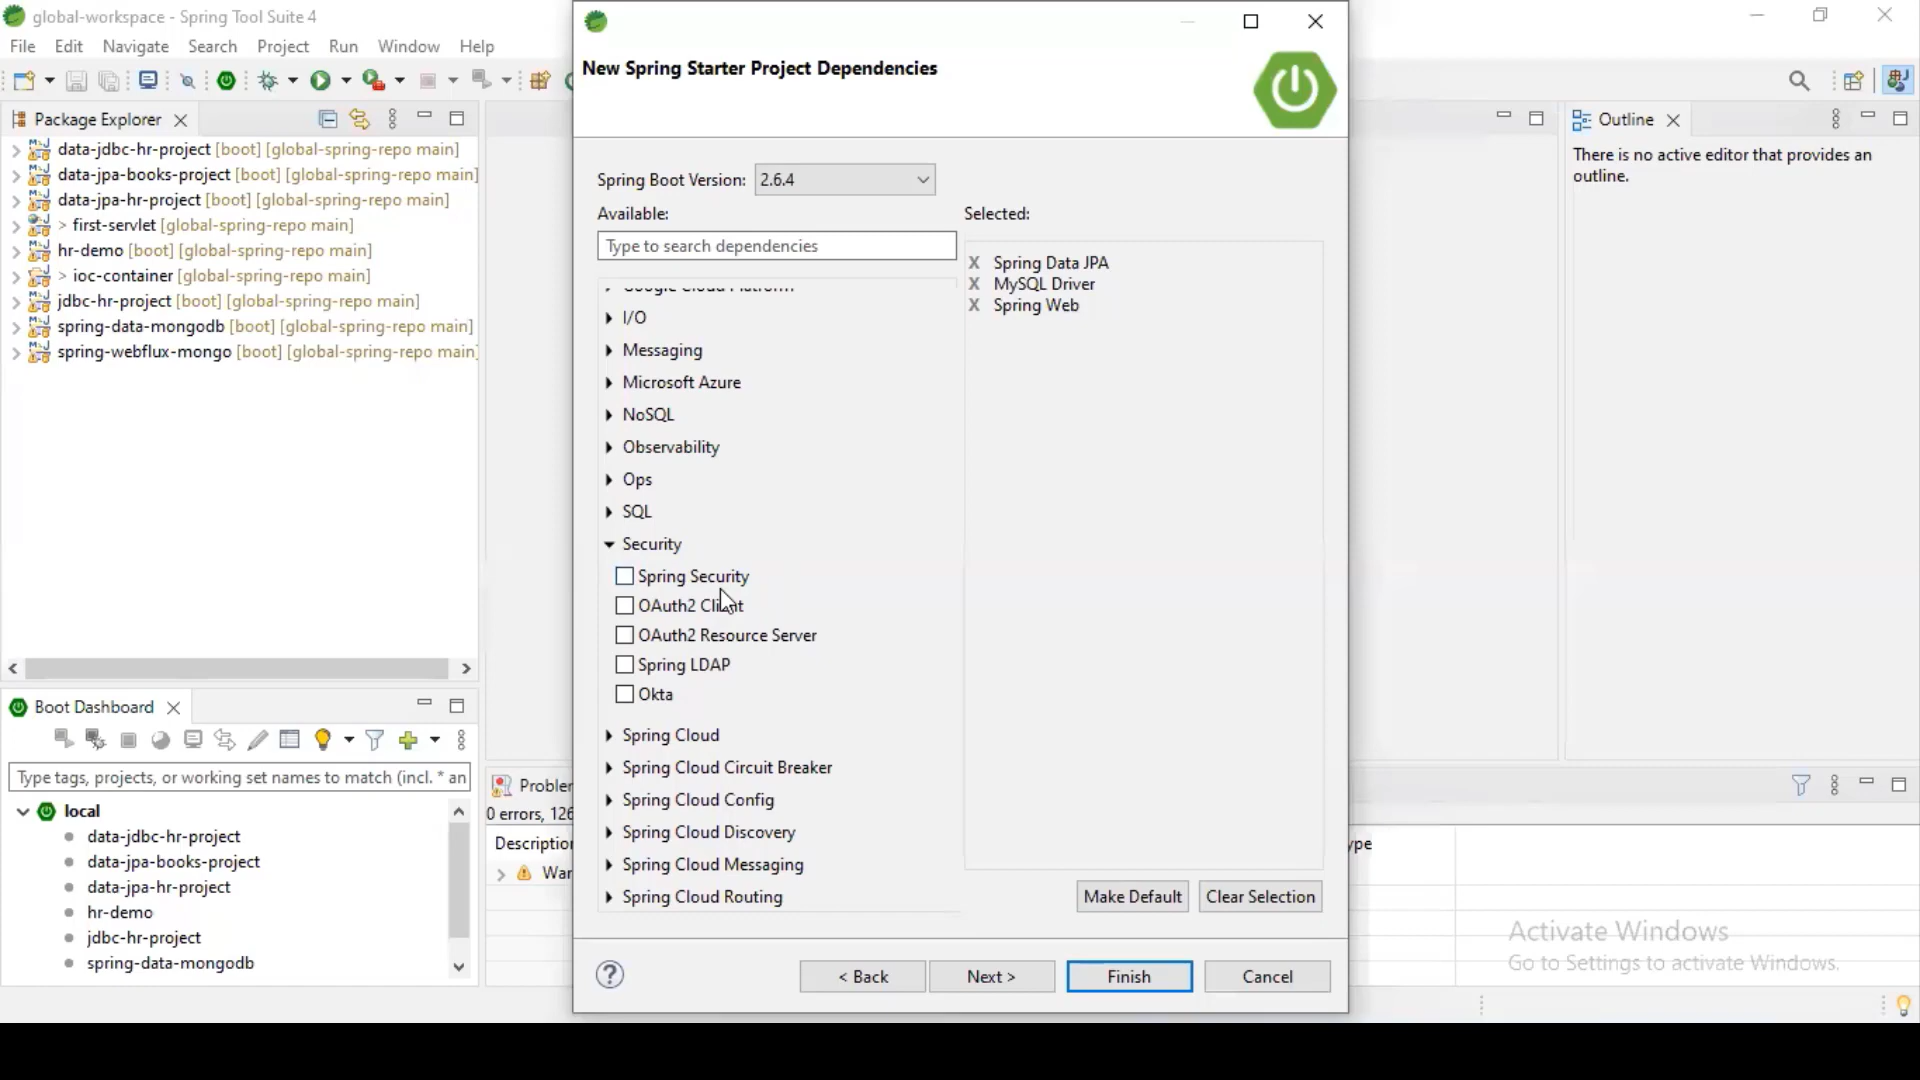 global-workspace - Spring Tool Suite 4
File Edit Navigate Search Project Run Window Help
Package Explorer
data-jdbc-hr-project [boot] [global-spring-repo main]
data-jpa-books-project [boot] [global-spring-repo main]
data-jpa-hr-project [boot] [global-spring-repo main]
> first-servlet [global-spring-repo main]
hr-demo [boot] [global-spring-repo main]
> ioc-container [global-spring-repo main]
jdbc-hr-project [boot] [global-spring-repo main]
spring-data-mongodb [boot] [global-spring-repo main]
spring-webflux-mongo [boot] [global-spring-repo main]
Boot Dashboard
Type tags, projects, or working set names to match (incl. * an
local
data-jdbc-hr-project
data-jpa-books-project
data-jpa-hr-project
hr-demo
jdbc-hr-project
spring-data-mongodb
New Spring Starter Project Dependencies
Spring Boot Version: 2.6.4
Available:
Type to search dependencies
Google Cloud Platform
I/O
Messaging
Microsoft Azure
NoSQL
Observability
Ops
SQL
Security
Spring Security
OAuth2 Client
OAuth2 Resource Server
Spring LDAP
Okta
Spring Cloud
Spring Cloud Circuit Breaker
Spring Cloud Config
Spring Cloud Discovery
Spring Cloud Messaging
Spring Cloud Routing
Selected:
X Spring Data JPA
X MySQL Driver
X Spring Web
Make Default Clear Selection
< Back Next > Finish Cancel
Outline
There is no active editor that provides an
outline.
Problem
0 errors, 126
Description
ype
War
Activate Windows
Go to Settings to activate Windows.